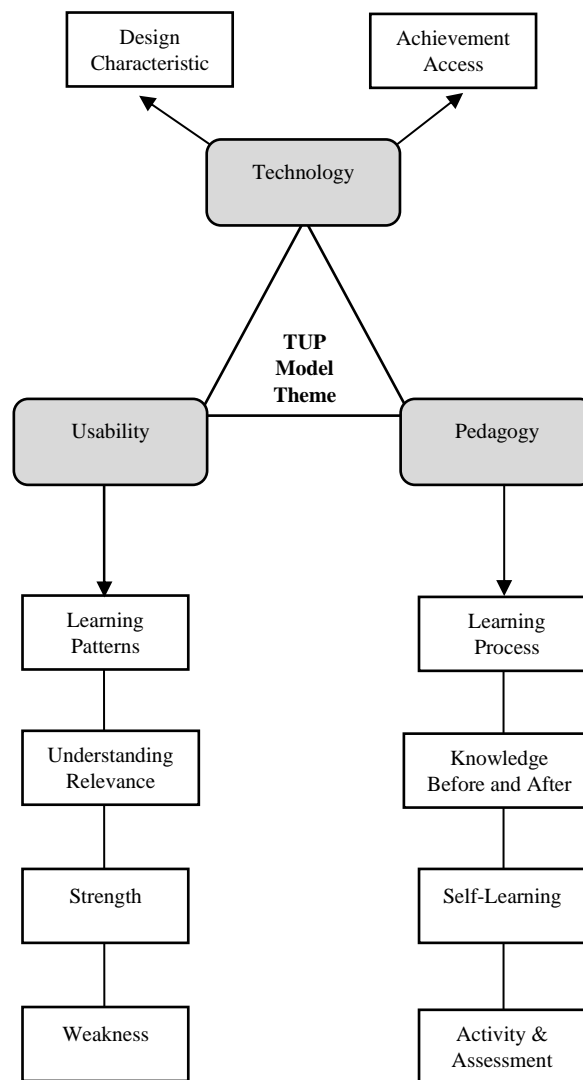 Design
Characteristic
Achievement
Access
Technology
TUP
Model
Theme
Usability
Pedagogy
Learning
Patterns
Learning
Process
Understanding
Relevance
Knowledge
Before and After
Strength
Self-Learning
Weakness
Activity &
Assessment